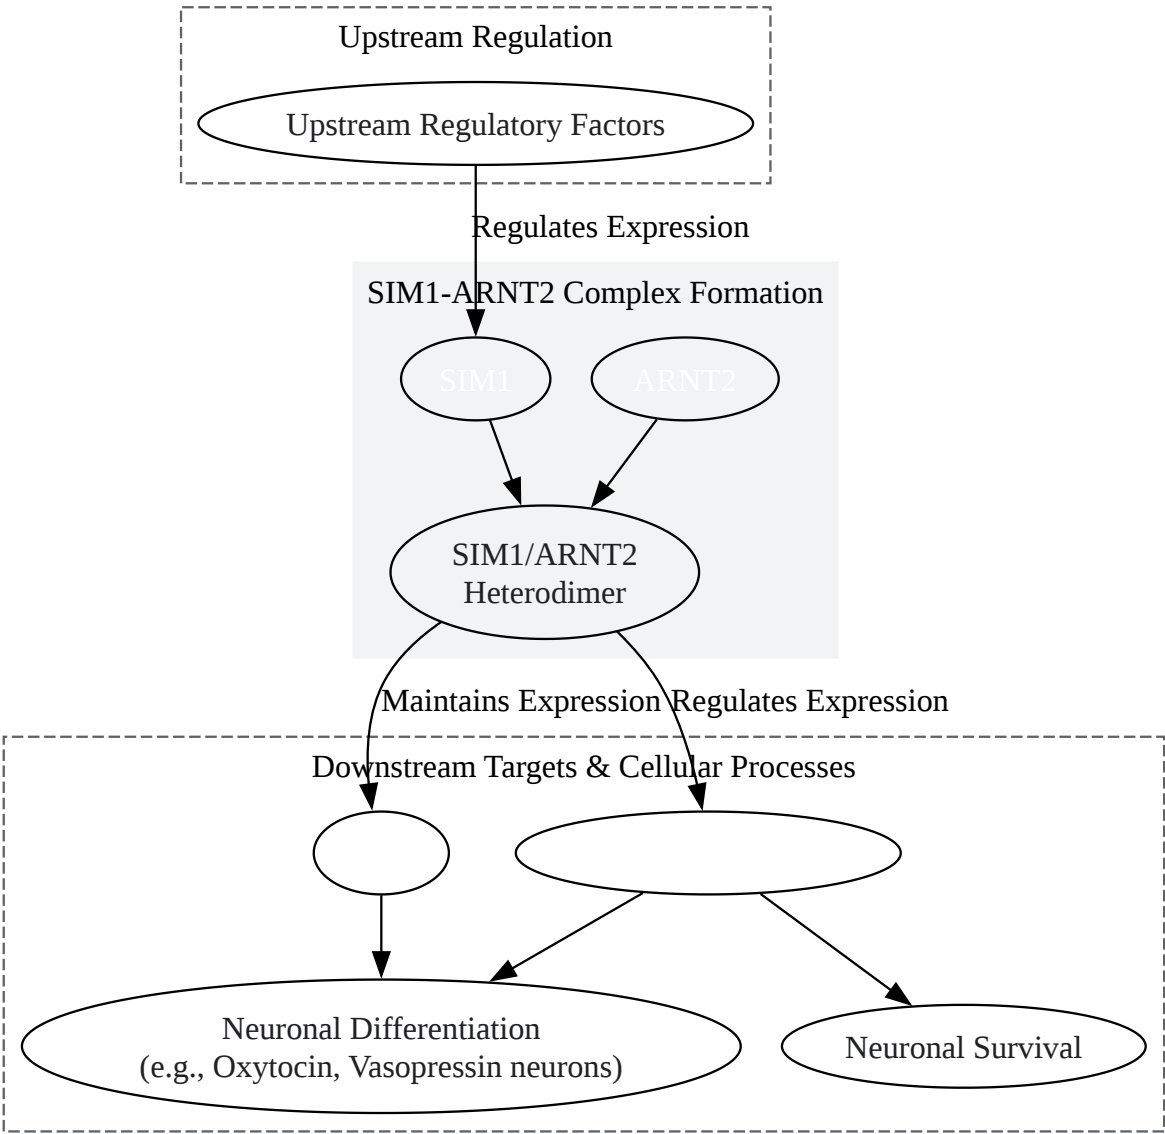 Upstream Regulation
Upstream Regulatory Factors
Regulates Expression
SIM1-ARNT2 Complex Formation
SIM1 ARNT2
SIM1/ARNT2
Heterodimer
Maintains Expression Regulates Expression
Downstream Targets & Cellular Processes
Neuronal Differentiation
(e.g., Oxytocin, Vasopressin neurons)
Neuronal Survival